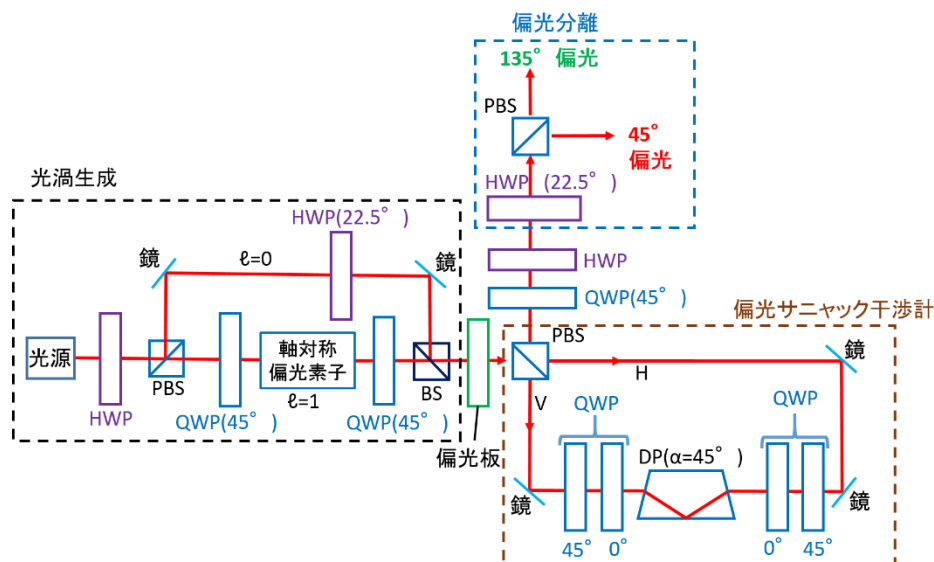 偏光分離
135° 偏光
PBS
45°
偏光
HWP (22.5°)
光渦生成
HWP(22.5°)
鏡
ℓ=0
鏡
HWP
QWP(45°)
偏光サニャック干渉計
光源
PBS
軸対称
偏光素子
ℓ=1
BS
HWP
QWP(45°)
QWP(45°)
偏光板
PBS
鏡
H
V
QWP
QWP
DP(α=45°)
鏡
鏡
45°
0°
0°
45°